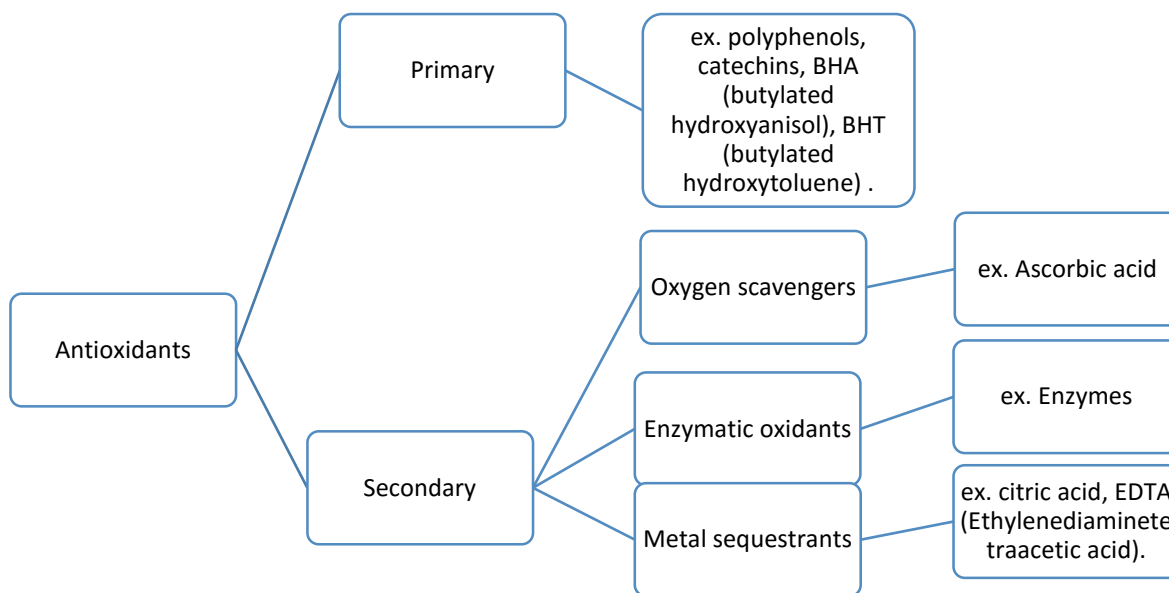 Antioxidants
Primary
ex. polyphenols,
catechins, BHA
(butylated
hydroxyanisol), BHT
(butylated
hydroxytoluene) .
Secondary
Oxygen scavengers
ex. Ascorbic acid
Enzymatic oxidants
ex. Enzymes
Metal sequestrants
ex. citric acid, EDTA
(Ethylenediaminete
traacetic acid).